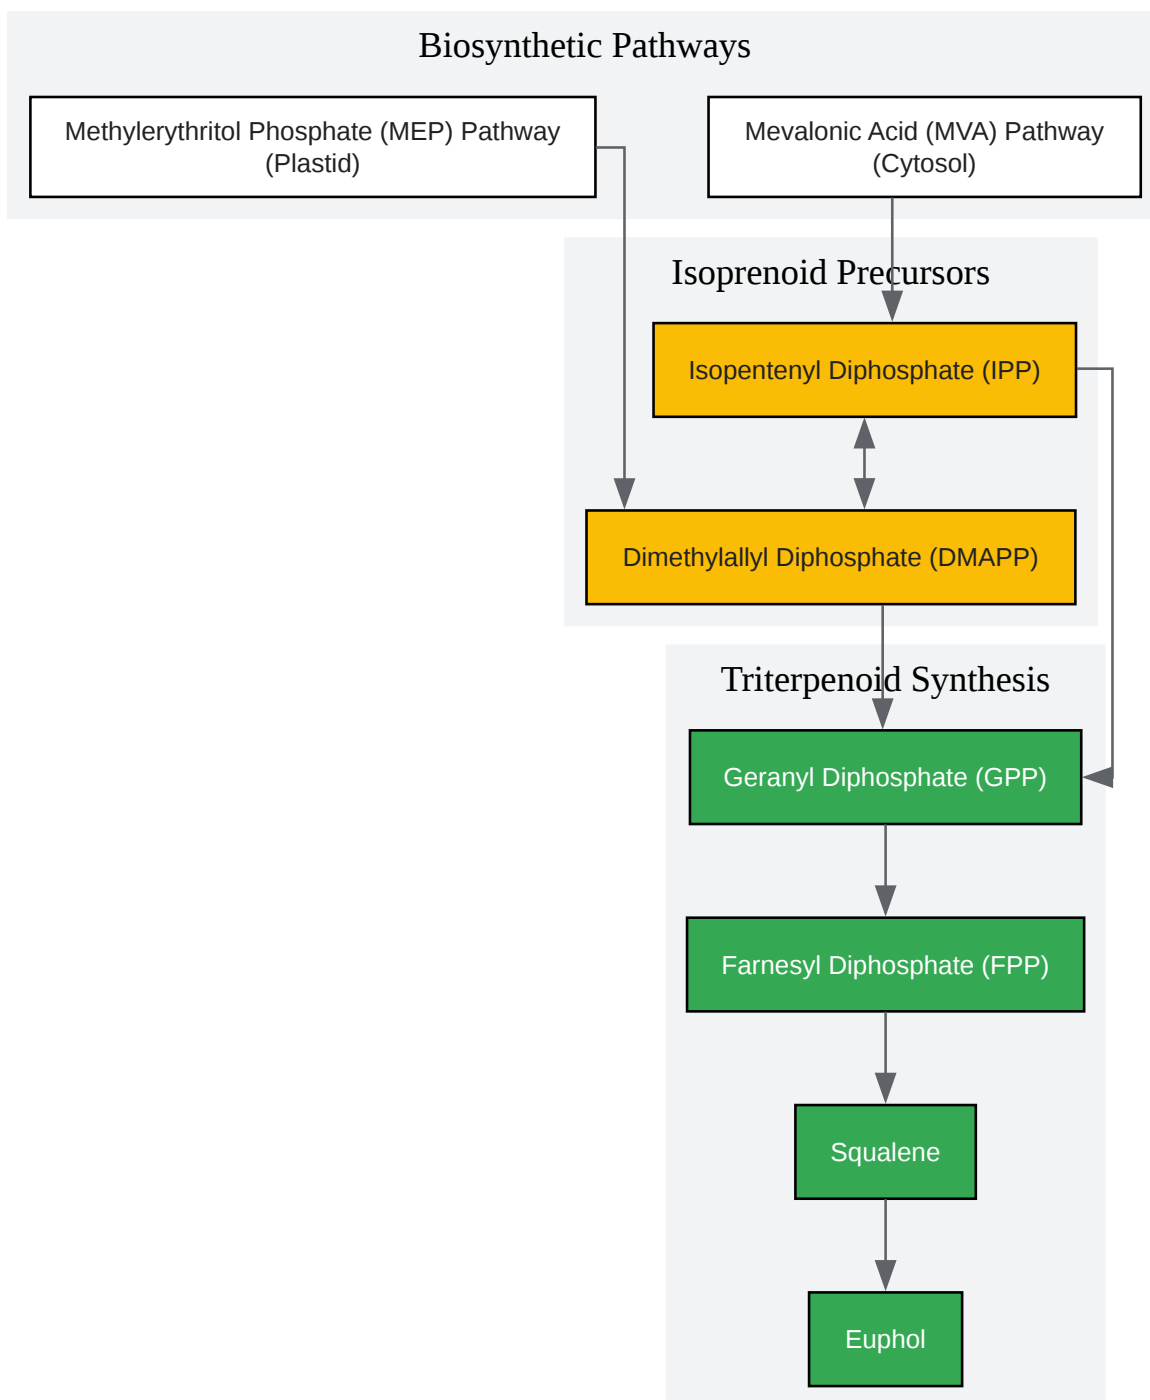 Biosynthetic Pathways
Methylerythritol Phosphate (MEP) Pathway
(Plastid)
Mevalonic Acid (MVA) Pathway
(Cytosol)
Isoprenoid Precursors
Isopentenyl Diphosphate (IPP)
Dimethylallyl Diphosphate (DMAPP)
Triterpenoid Synthesis
Geranyl Diphosphate (GPP)
Farnesyl Diphosphate (FPP)
Squalene
Euphol